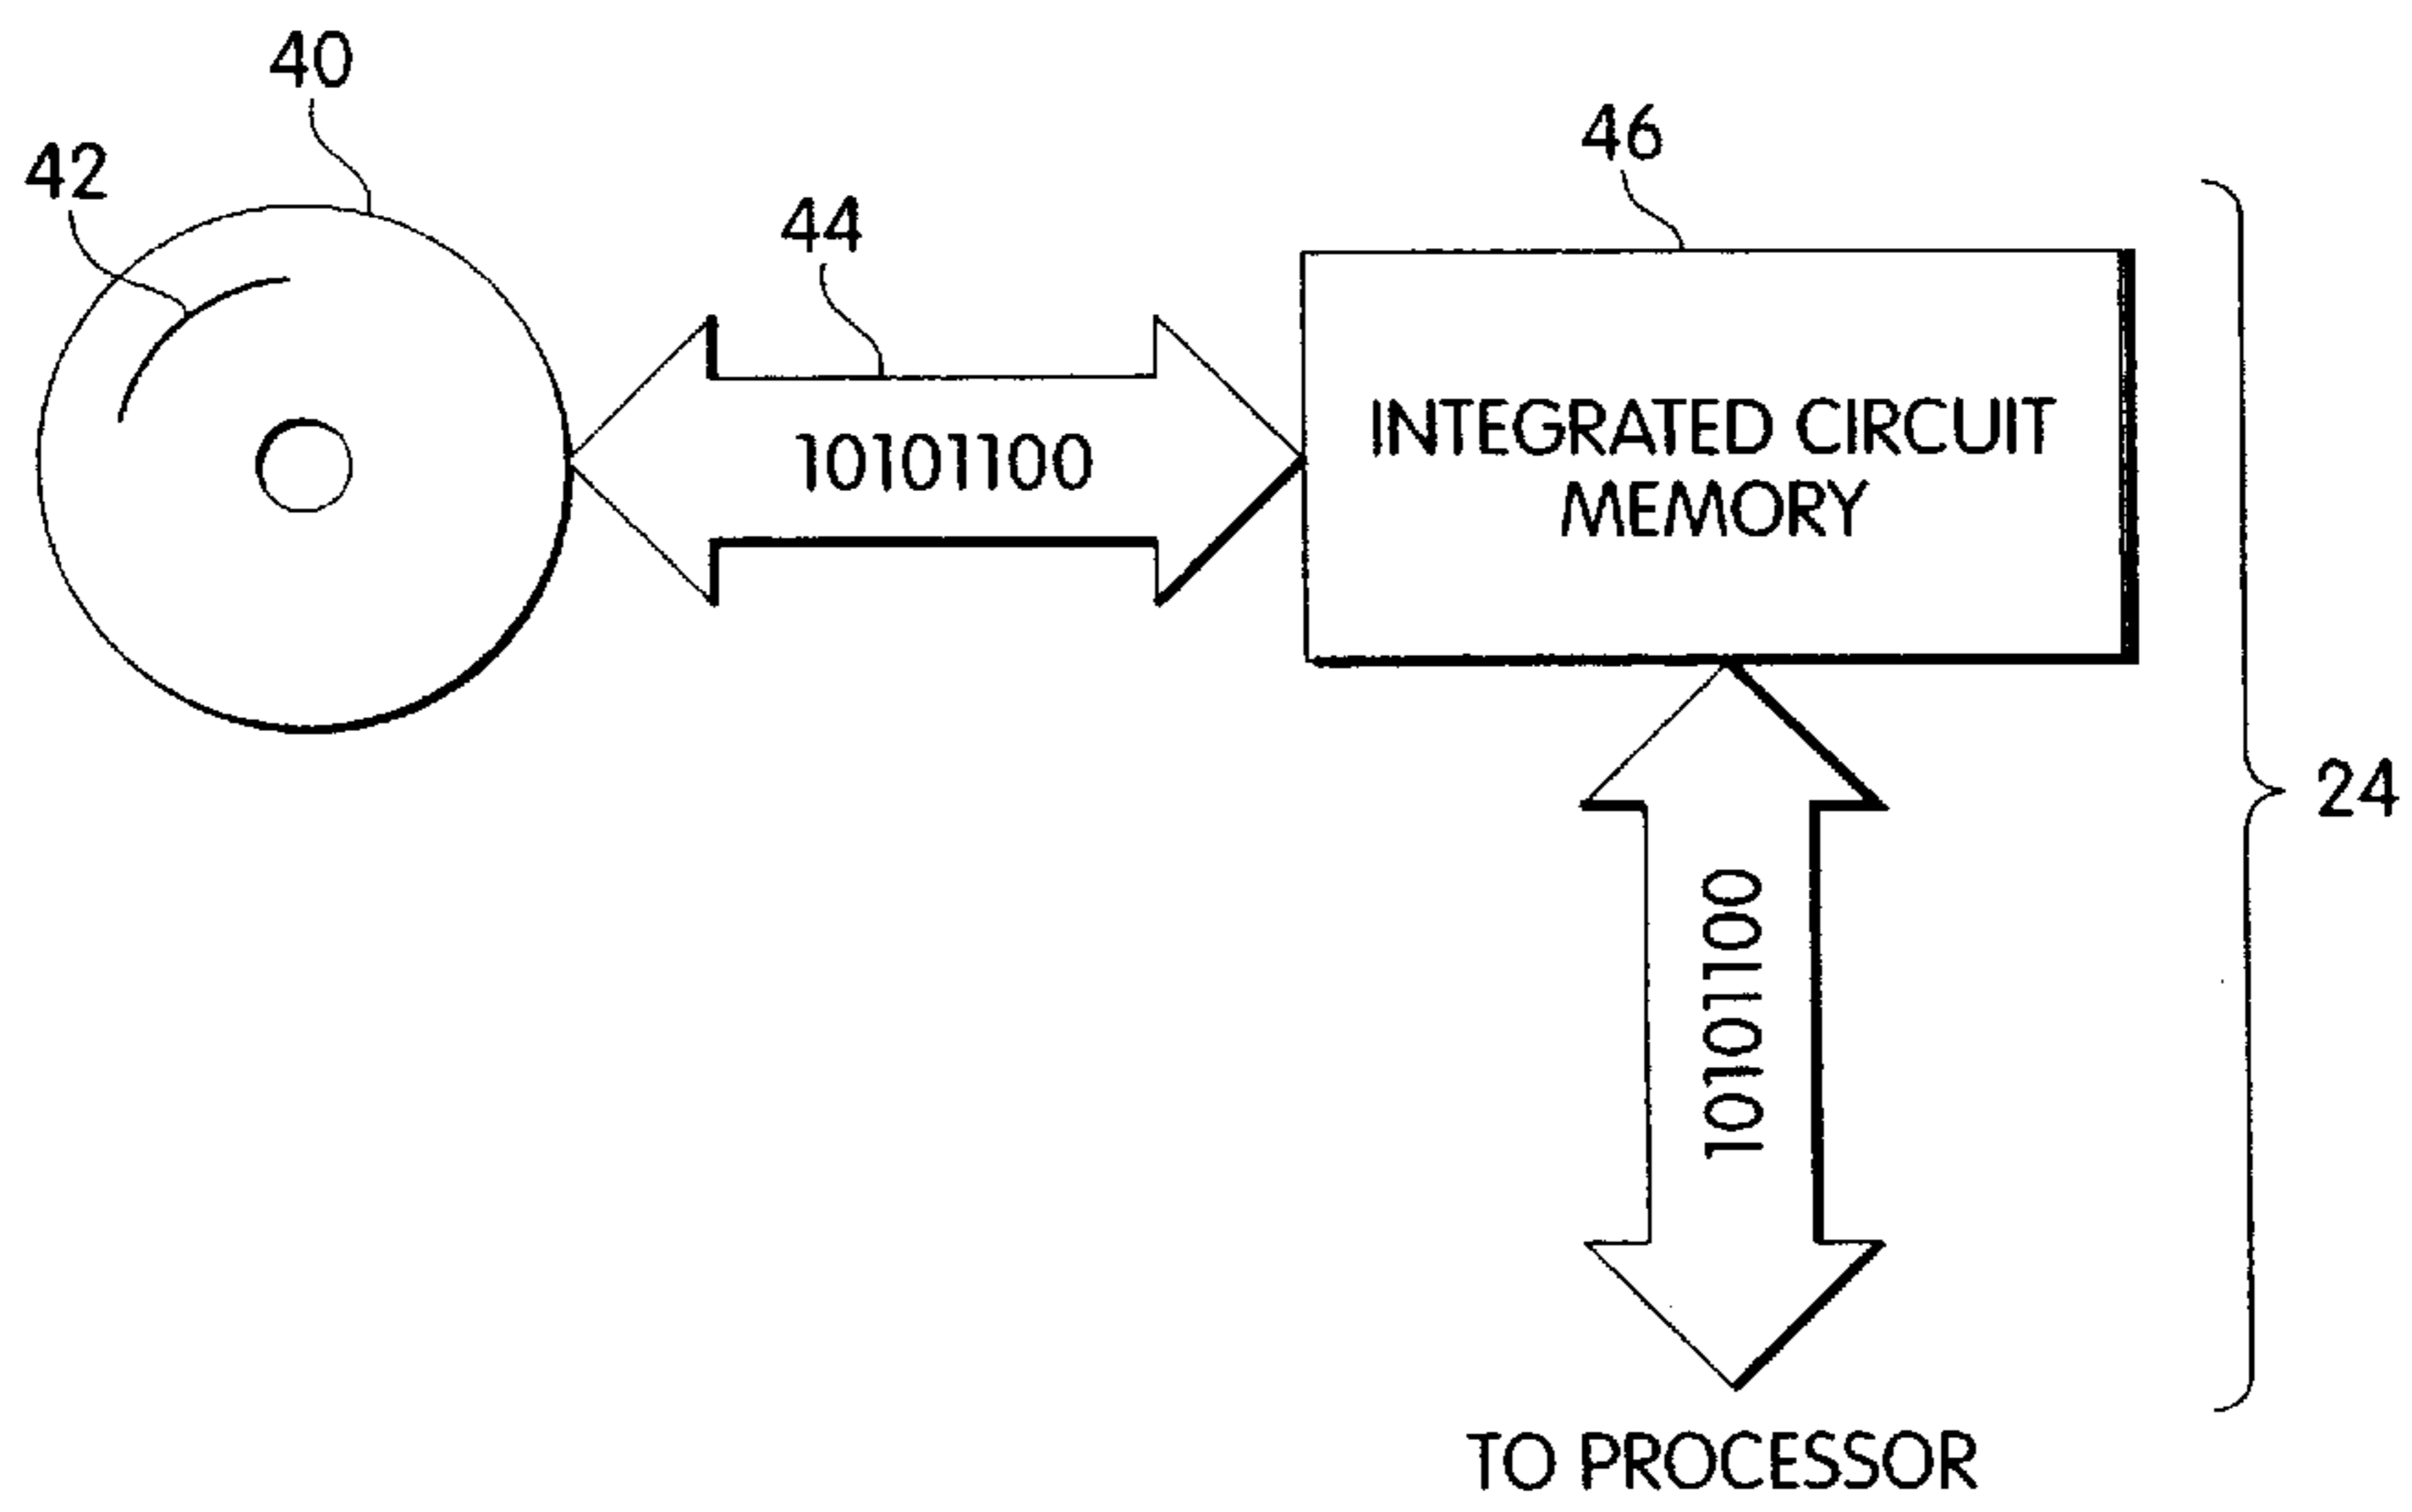 40
42
44
46
10101100
INTEGRATED CIRCUIT
MEMORY
24
10101100
TO PROCESSOR